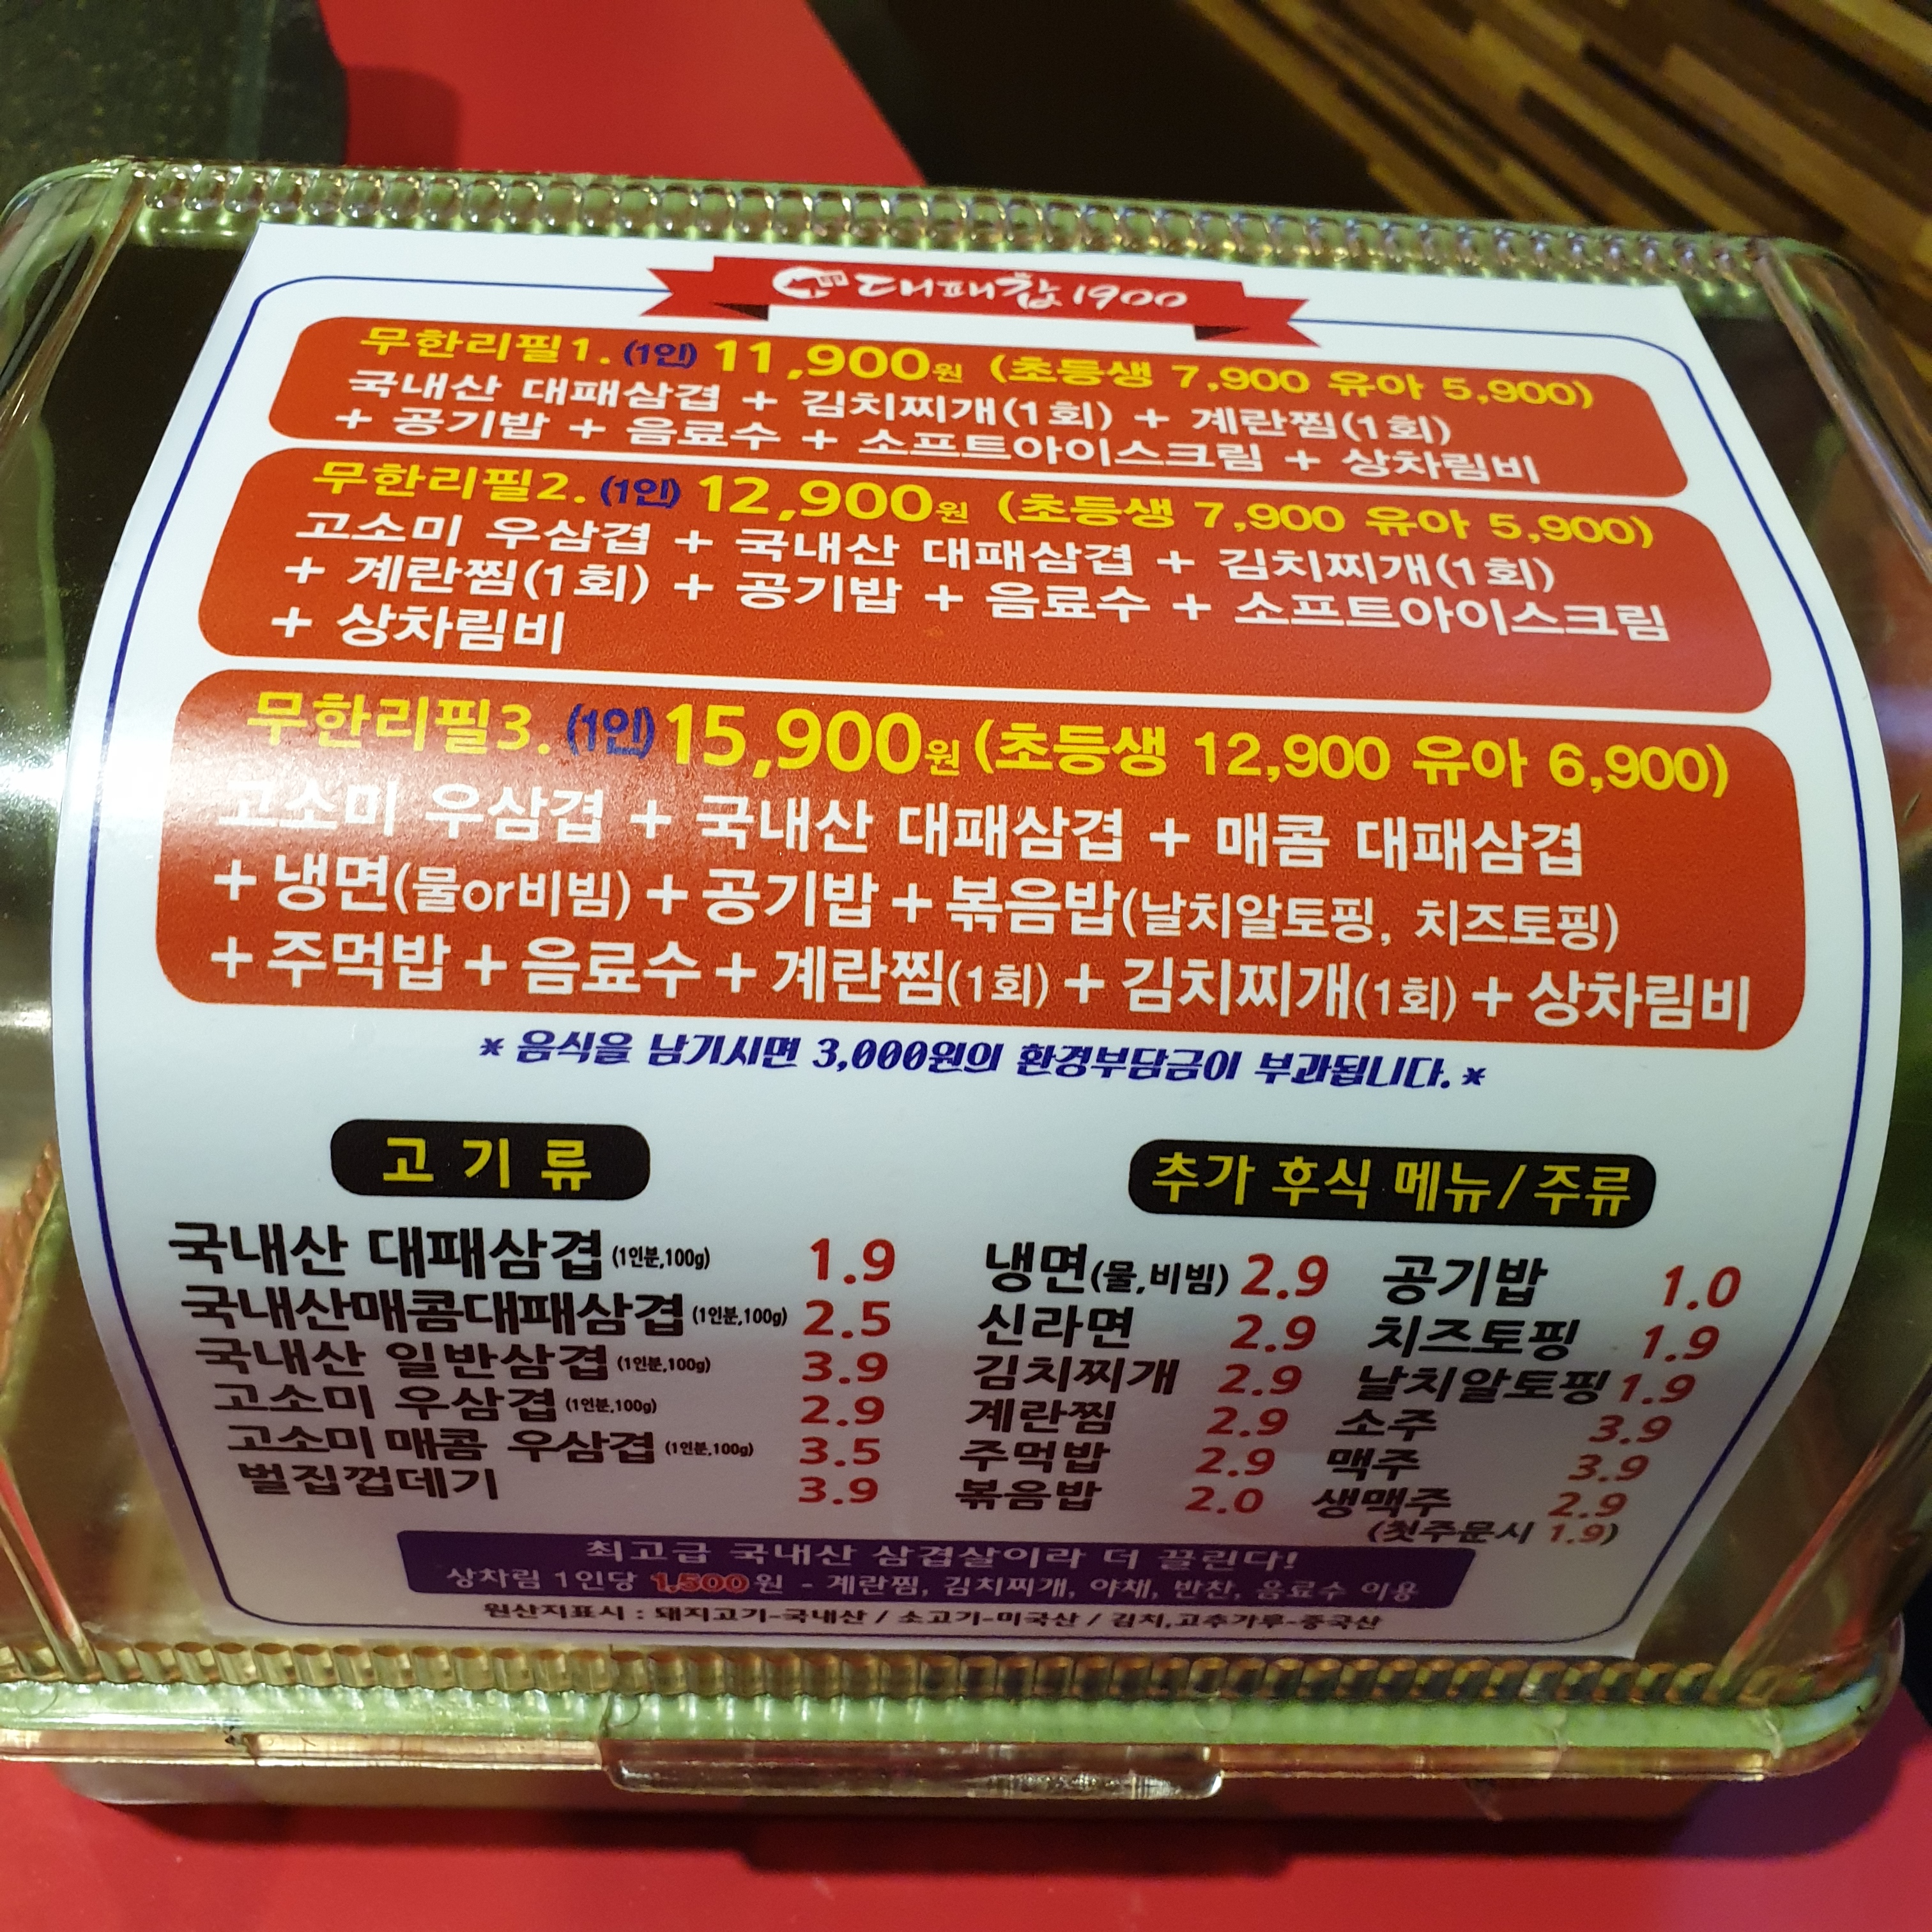 대패참 1900
무한리필1. (1인) 11,900원 (초등생 7,900 유아 5,900)
국내산 대패삼겹 + 김치찌개(1회) + 계란찜(1회)
+ 공기밥 + 음료수 + 소프트아이스크림 + 상차림비
무한리필2. (1인) 12,900원 (초등생 7,900 유아 5,900)
고소미 우삼겹 + 국내산 대패삼겹 + 김치찌개(1회)
+ 계란찜(1회) + 공기밥 + 음료수 + 소프트아이스크림
+ 상차림비
무한리필3. (1인) 15,900원 (초등생 12,900 유아 6,900)
고소미 우삼겹 + 국내산 대패삼겹 + 매콤 대패삼겹
+ 냉면(물or비빔) + 공기밥 + 볶음밥(날치알토핑, 치즈토핑)
+ 주먹밥 + 음료수 + 계란찜(1회) + 김치찌개(1회) + 상차림비
* 음식을 남기시면 3,000원의 환경부담금이 부과됩니다. *
고기류
국내산 대패삼겹 (1인분,100g) 1.9
국내산매콤대패삼겹 (1인분,100g) 2.5
국내산 일반삼겹 (1인분,100g) 3.9
고소미 우삼겹 (1인분,100g) 2.9
고소미 매콤 우삼겹 (1인분,100g) 3.5
벌집껍데기 3.9
추가 후식 메뉴/주류
냉면(물,비빔) 2.9 공기밥 1.0
신라면 2.9 치즈토핑 1.9
김치찌개 2.9 날치알토핑 1.9
계란찜 2.9 소주 3.9
주먹밥 2.9 맥주 3.9
볶음밥 2.0 생맥주 2.9
(첫주문시 1.9)
최고급 국내산 삼겹살이라 더 끌린다!
상차림 1인당 1,500원 - 계란찜, 김치찌개, 야채, 반찬, 음료수 이용
원산지표시 : 돼지고기-국내산 / 소고기-미국산 / 김치,고추가루-중국산